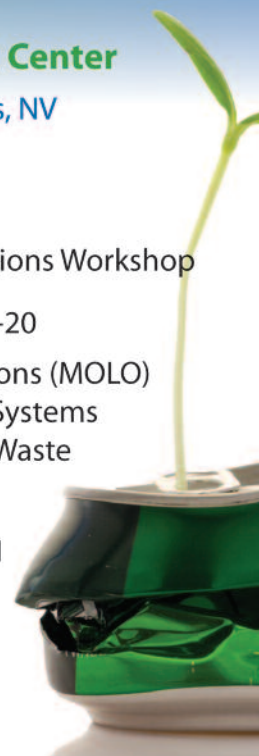 Center
s, NV
ions Workshop
-20
ons (MOLO)
Systems
Waste